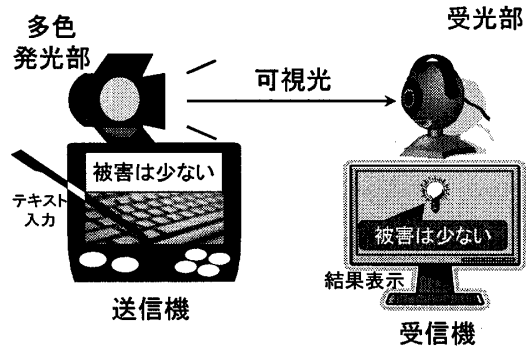 多色
発光部
受光部
可視光
被害は少ない
テキスト
入力
被害は少ない
結果表示
送信機
受信機